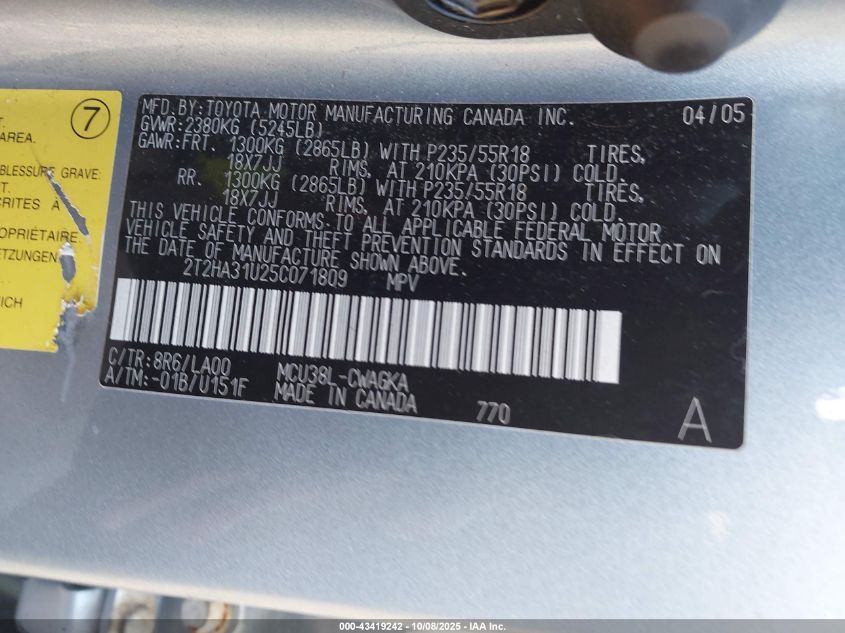 7
T.
AREA.
BLESSURE GRAVE:
NT.
CRITES À
PROPRIÉTAIRE.
ETZUNGEN
ICH
MFD. BY: TOYOTA MOTOR MANUFACTURING CANADA INC. 04/05
GVWR: 2380KG (5245LB)
GAWR: FRT. 1300KG (2865LB) WITH P235/55R18 TIRES,
18X7JJ RIMS, AT 210KPA (30PSI) COLD.
RR. 1300KG (2865LB) WITH P235/55R18 TIRES,
18X7JJ RIMS, AT 210KPA (30PSI) COLD.
THIS VEHICLE CONFORMS TO ALL APPLICABLE FEDERAL MOTOR
VEHICLE SAFETY AND THEFT PREVENTION STANDARDS IN EFFECT ON
THE DATE OF MANUFACTURE SHOWN ABOVE.
2T2HA31U25C071809 MPV
C/TR: 8R6/LA00 MCU38L-CWAGKA
A/TM: -01B/U151F MADE IN CANADA 770 A
000-43419242 | 10/08/2025 - IAA Inc.